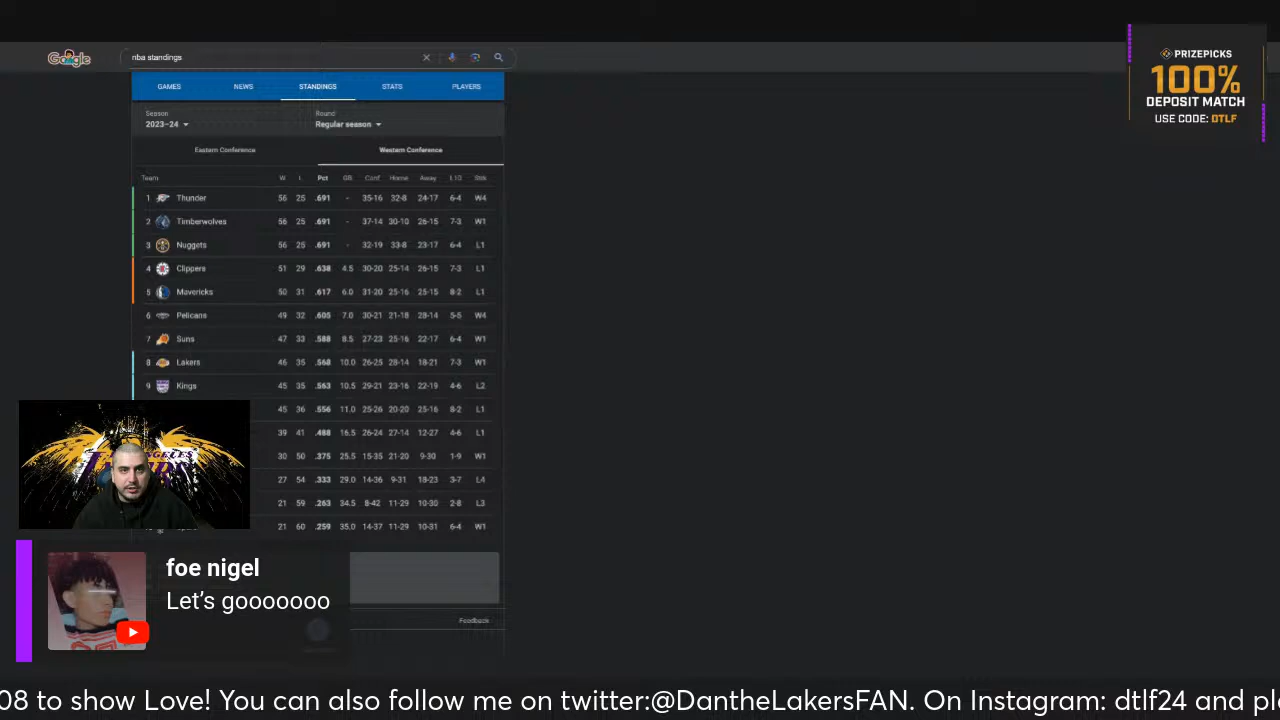 Google
nba standings
PRIZEPICKS
100%
DEPOSIT MATCH
USE CODE: DTLF
GAMES NEWS STANDINGS STATS PLAYERS
Season Round
2023–24 Regular season
Eastern Conference Western Conference
Team W L Pct GB Conf Home Away L10 Strk
1 Thunder 56 25 .691 - 35-16 32-8 24-17 6-4 W4
2 Timberwolves 56 25 .691 - 37-14 30-10 26-15 7-3 W1
3 Nuggets 56 25 .691 - 32-19 33-8 23-17 6-4 L1
4 Clippers 51 29 .638 4.5 30-20 25-14 26-15 7-3 L1
5 Mavericks 50 31 .617 6.0 31-20 25-16 25-15 8-2 L1
6 Pelicans 49 32 .605 7.0 30-21 21-18 28-14 5-5 W4
7 Suns 47 33 .588 8.5 27-23 25-16 22-17 6-4 W1
8 Lakers 46 35 .568 10.0 26-25 28-14 18-21 7-3 W1
9 Kings 45 35 .563 10.5 29-21 23-16 22-19 4-6 L2
45 36 .556 11.0 25-26 20-20 25-16 8-2 L1
39 41 .488 16.5 26-24 27-14 12-27 4-6 L1
30 50 .375 25.5 15-35 21-20 9-30 1-9 W1
27 54 .333 29.0 14-36 9-31 18-23 3-7 L4
21 59 .263 34.5 8-42 11-29 10-30 2-8 L3
21 60 .259 35.0 14-37 11-29 10-31 6-4 W1
foe nigel
Let’s gooooooo
Feedback
08 to show Love! You can also follow me on twitter:@DantheLakersFAN. On Instagram: dtlf24 and pl